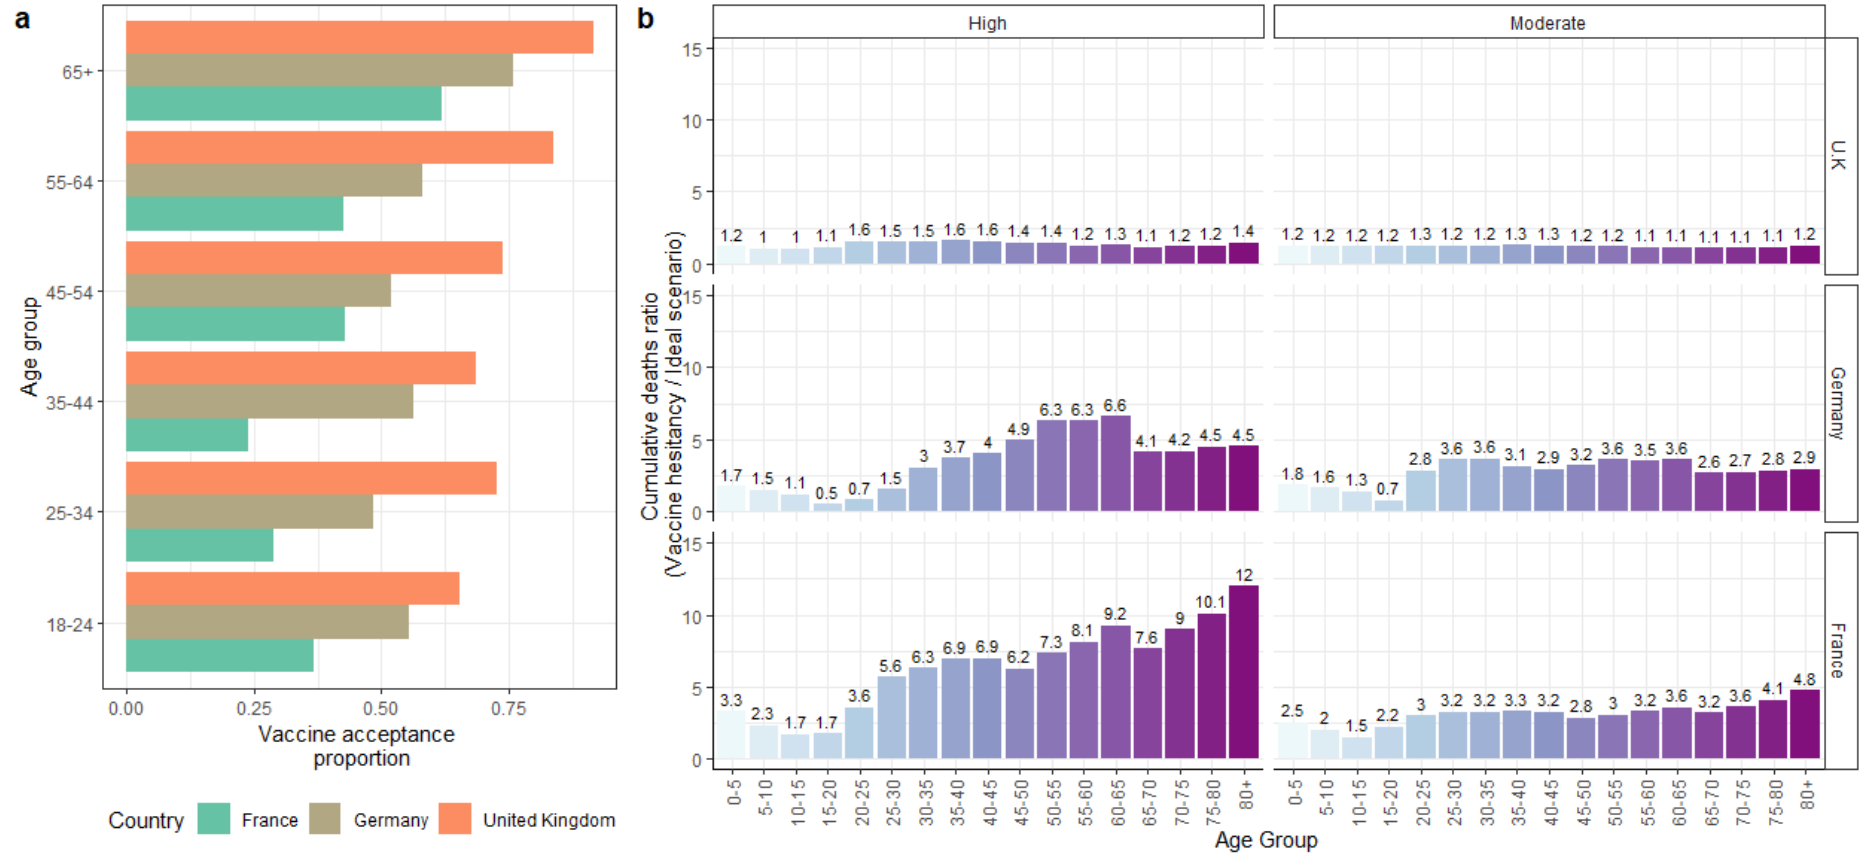 a
Age group
65+
55-64
45-54
35-44
25-34
18-24
0.00 0.25 0.50 0.75
Vaccine acceptance
proportion
Country France Germany United Kingdom
b
High Moderate
Cumulative deaths ratio
(Vaccine hesitancy / Ideal scenario)
15
10
5
0
1.2 1 1 1.1 1.6 1.5 1.5 1.6 1.6 1.4 1.4 1.2 1.3 1.1 1.2 1.2 1.4
1.2 1.2 1.2 1.2 1.3 1.2 1.2 1.3 1.3 1.2 1.2 1.1 1.1 1.1 1.1 1.1 1.2
U.K
15
10
5
0
1.7 1.5 1.1 0.5 0.7 1.5 3 3.7 4 4.9 6.3 6.3 6.6 4.1 4.2 4.5 4.5
1.8 1.6 1.3 0.7 2.8 3.6 3.6 3.1 2.9 3.2 3.6 3.5 3.6 2.6 2.7 2.8 2.9
Germany
15
10
5
0
3.3 2.3 1.7 1.7 3.6 5.6 6.3 6.9 6.9 6.2 7.3 8.1 9.2 7.6 9 10.1 12
2.5 2 1.5 2.2 3 3.2 3.2 3.3 3.2 2.8 3 3.2 3.6 3.2 3.6 4.1 4.8
France
0-5 5-10 10-15 15-20 20-25 25-30 30-35 35-40 40-45 45-50 50-55 55-60 60-65 65-70 70-75 75-80 80+
0-5 5-10 10-15 15-20 20-25 25-30 30-35 35-40 40-45 45-50 50-55 55-60 60-65 65-70 70-75 75-80 80+
Age Group